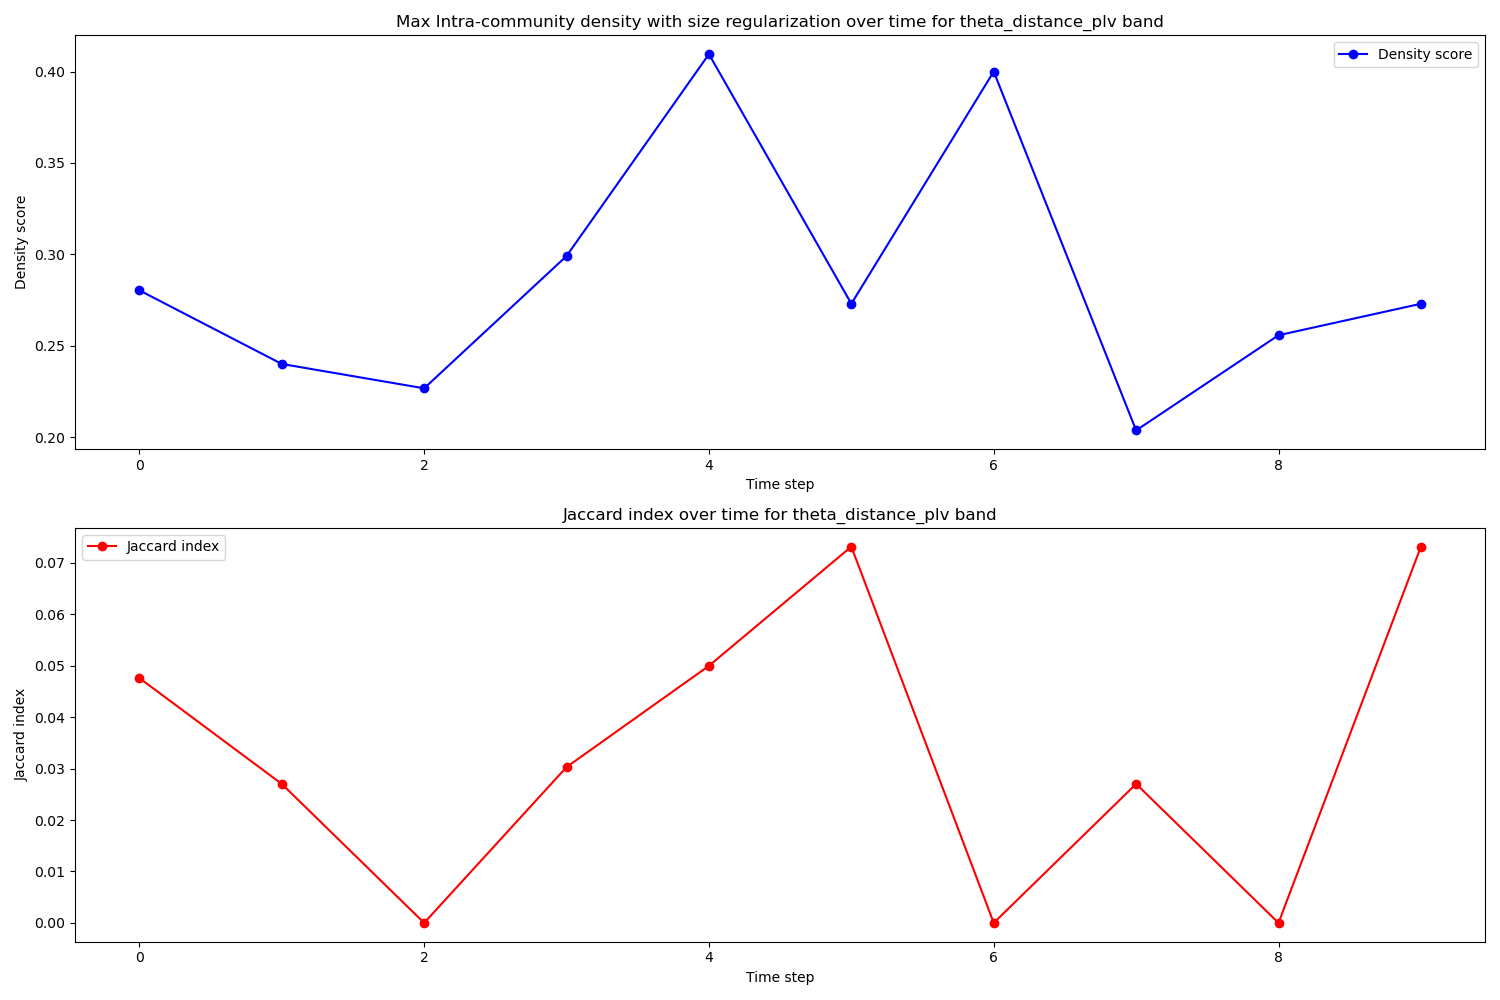 Max Intra-community density with size regularization over time for theta_distance_plv band
Density score
0.40
0.35
0.30
0.25
0.20
Density score
0 2 4 6 8
Time step
Jaccard index over time for theta_distance_plv band
Jaccard index
0.07
0.06
0.05
0.04
0.03
0.02
0.01
0.00
Jaccard index
0 2 4 6 8
Time step